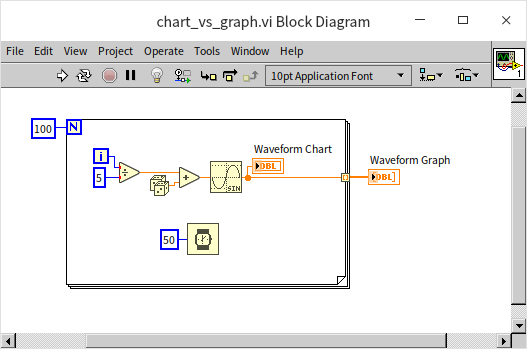 chart_vs_graph.vi Block Diagram
File Edit View Project Operate Tools Window Help
10pt Application Font
1
100 N
Waveform Chart
i
DBL
Waveform Graph
÷
5
+
SIN
DBL]
50